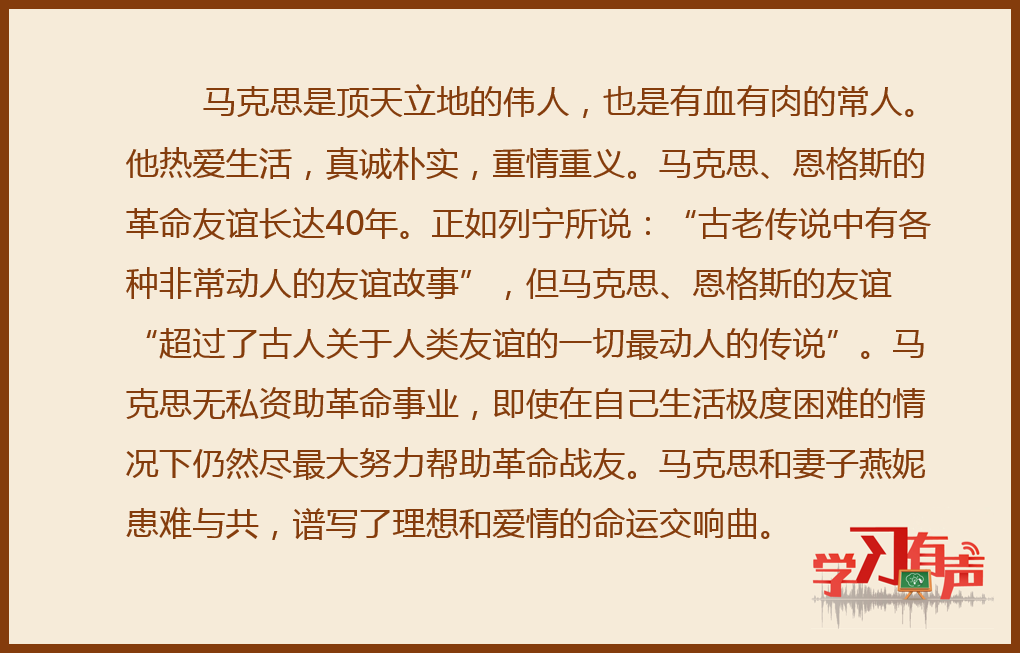 马克思是顶天立地的伟人，也是有血有肉的常人。
他热爱生活，真诚朴实，重情重义。马克思、恩格斯的
革命友谊长达40年。正如列宁所说：“古老传说中有各
种非常动人的友谊故事”，但马克思、恩格斯的友谊
“超过了古人关于人类友谊的一切最动人的传说”。马
克思无私资助革命事业，即使在自己生活极度困难的情
况下仍然尽最大努力帮助革命战友。马克思和妻子燕妮
患难与共，谱写了理想和爱情的命运交响曲。
学习有声